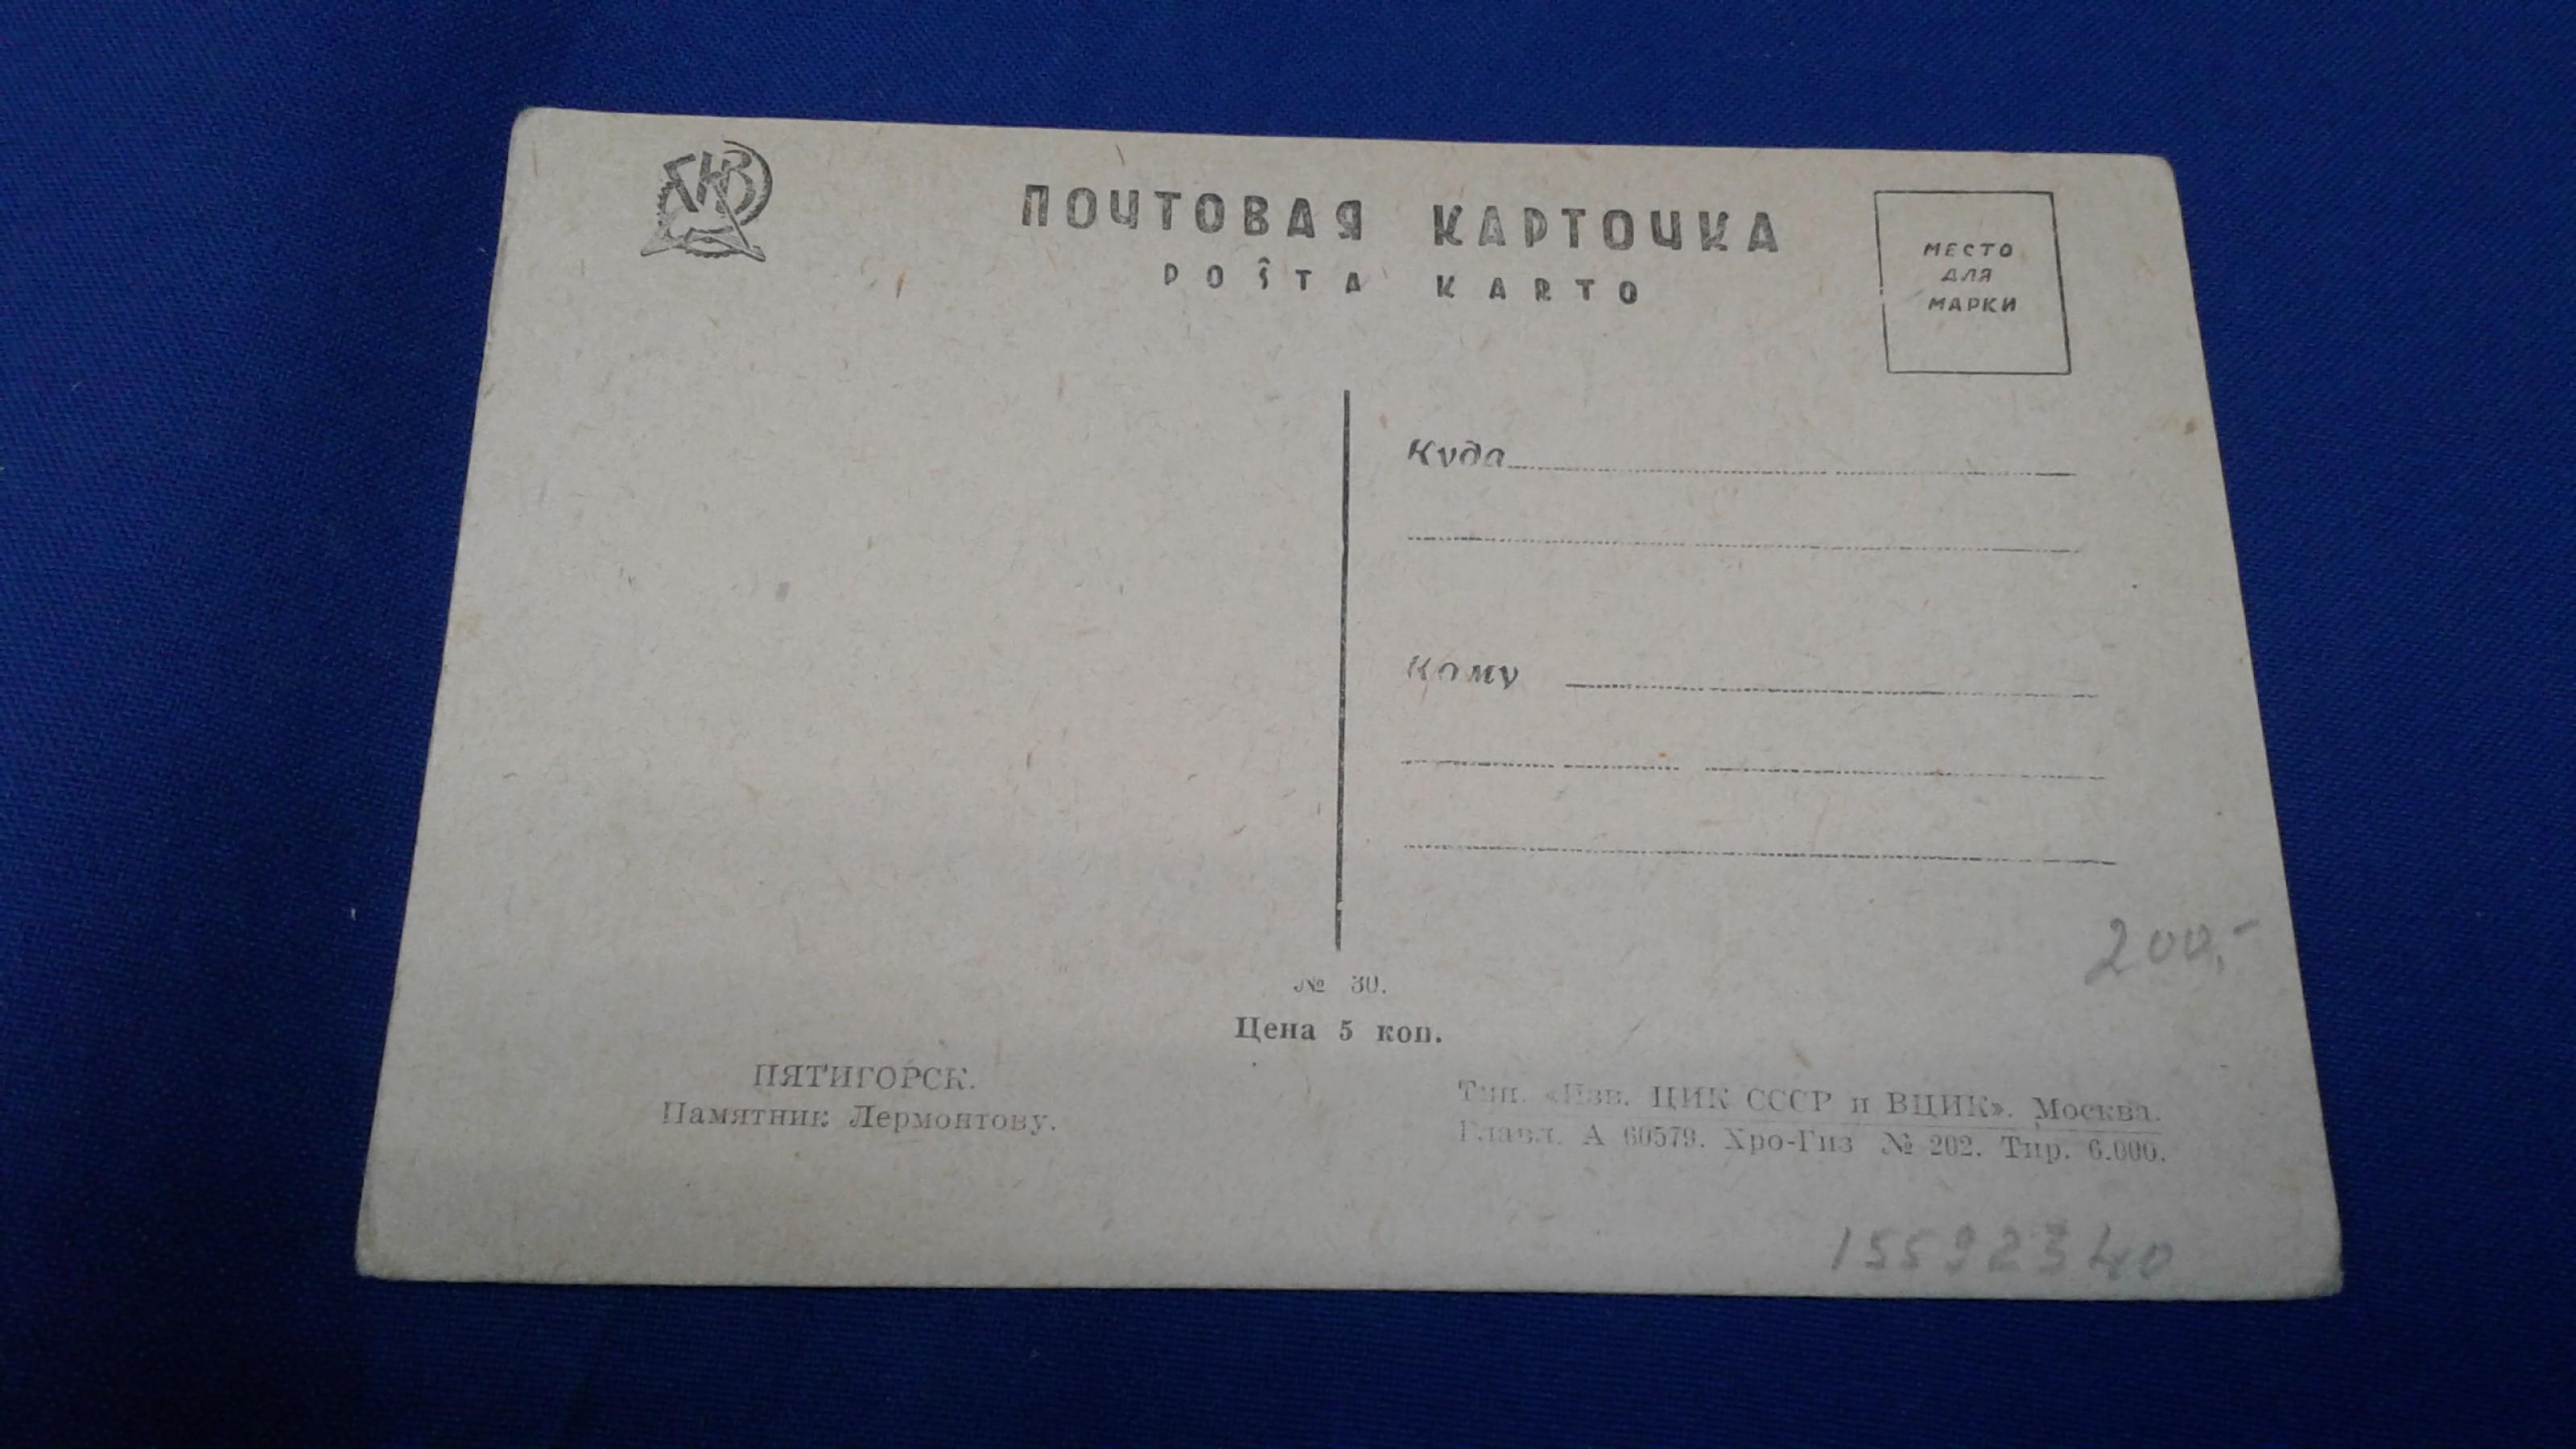 ГКВ
ПОЧТОВАЯ КАРТОЧКА
POŜTA KARTO
МЕСТО
ДЛЯ
МАРКИ
Куда
Кому
200,-
№ 30.
Цена 5 коп.
ПЯТИГОРСК.
Памятник Лермонтову.
Тип. «Изв. ЦИК СССР и ВЦИК». Москва.
Главл. А 60579. Хро-Гиз № 202. Тир. 6.000.
15592340